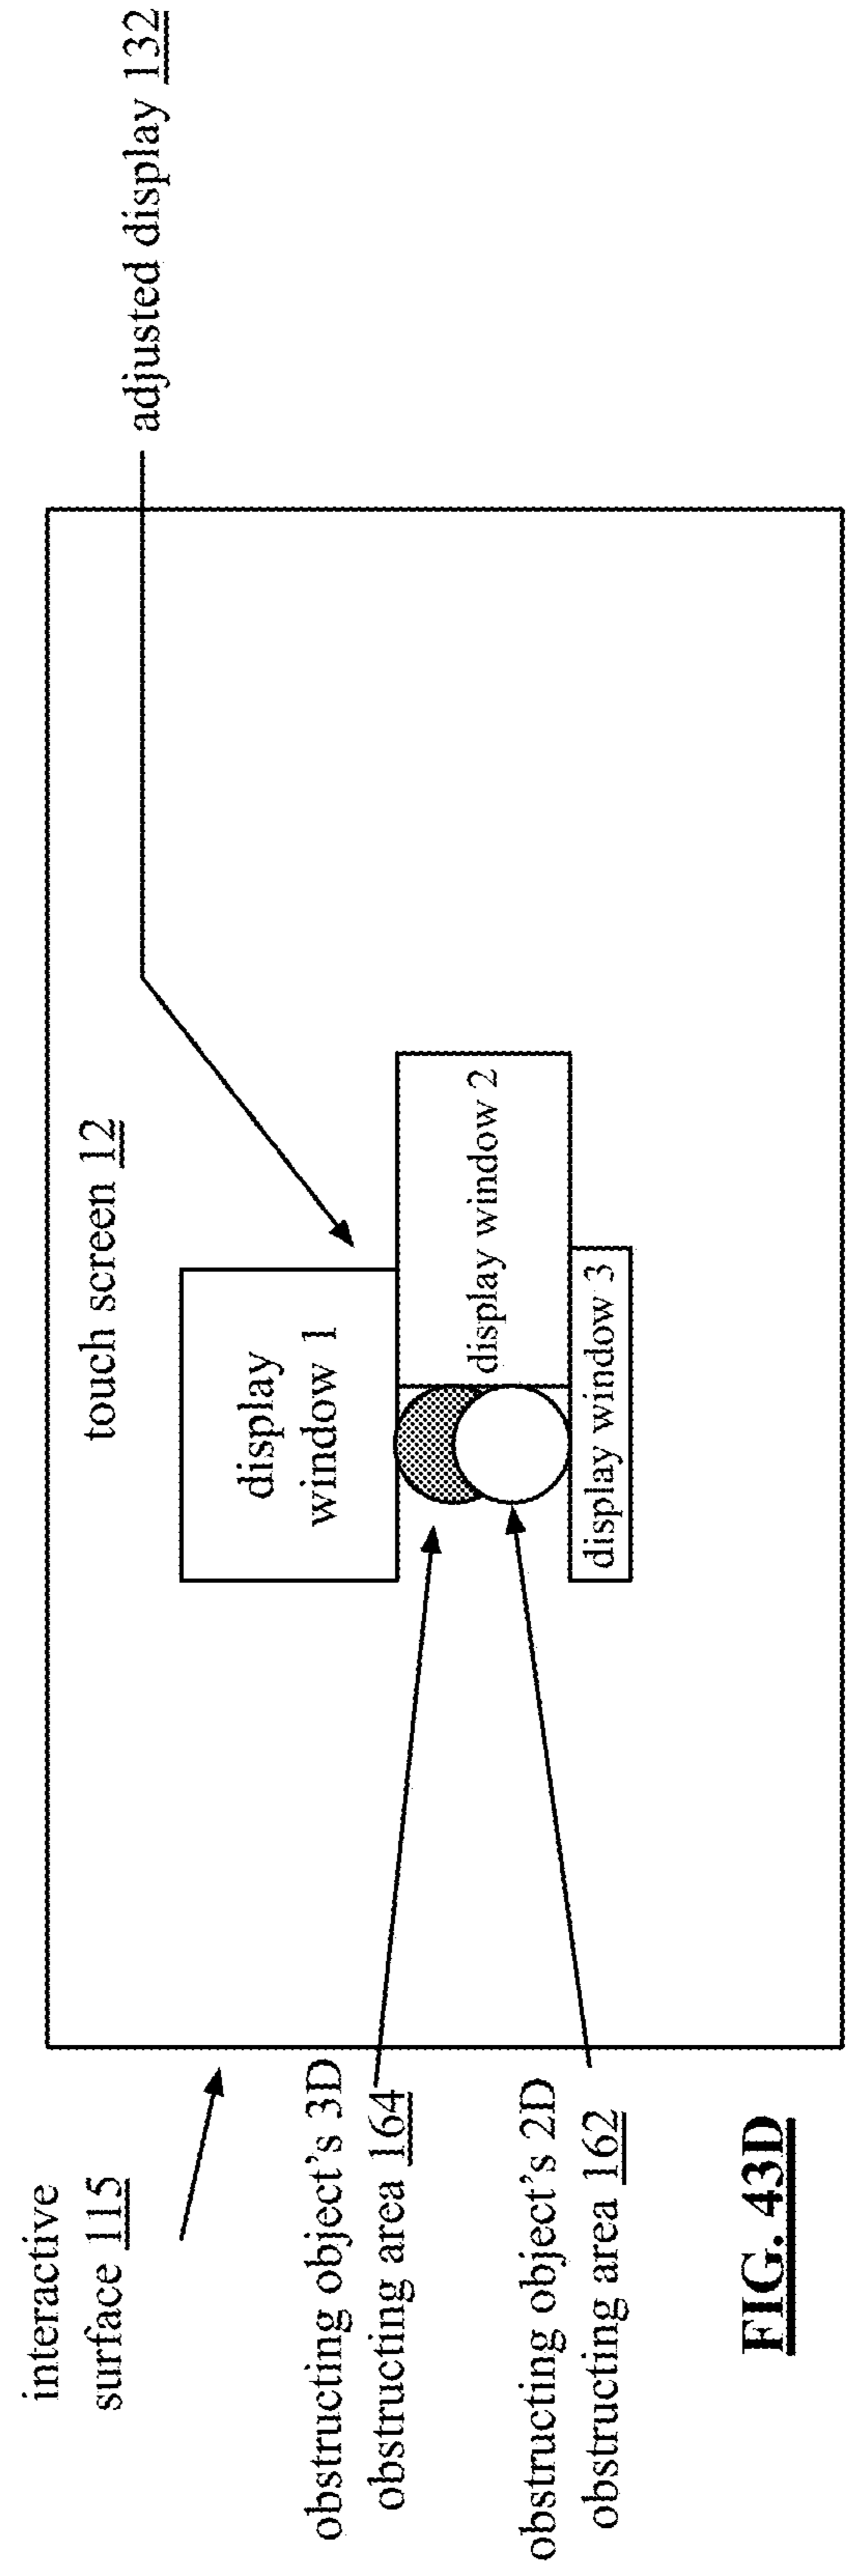 interactive
surface 115
touch screen 12
adjusted display 132
display
window 1
obstructing object's 3D
obstructing area 164
display window 2
obstructing object's 2D
obstructing area 162
display window 3
FIG. 43D